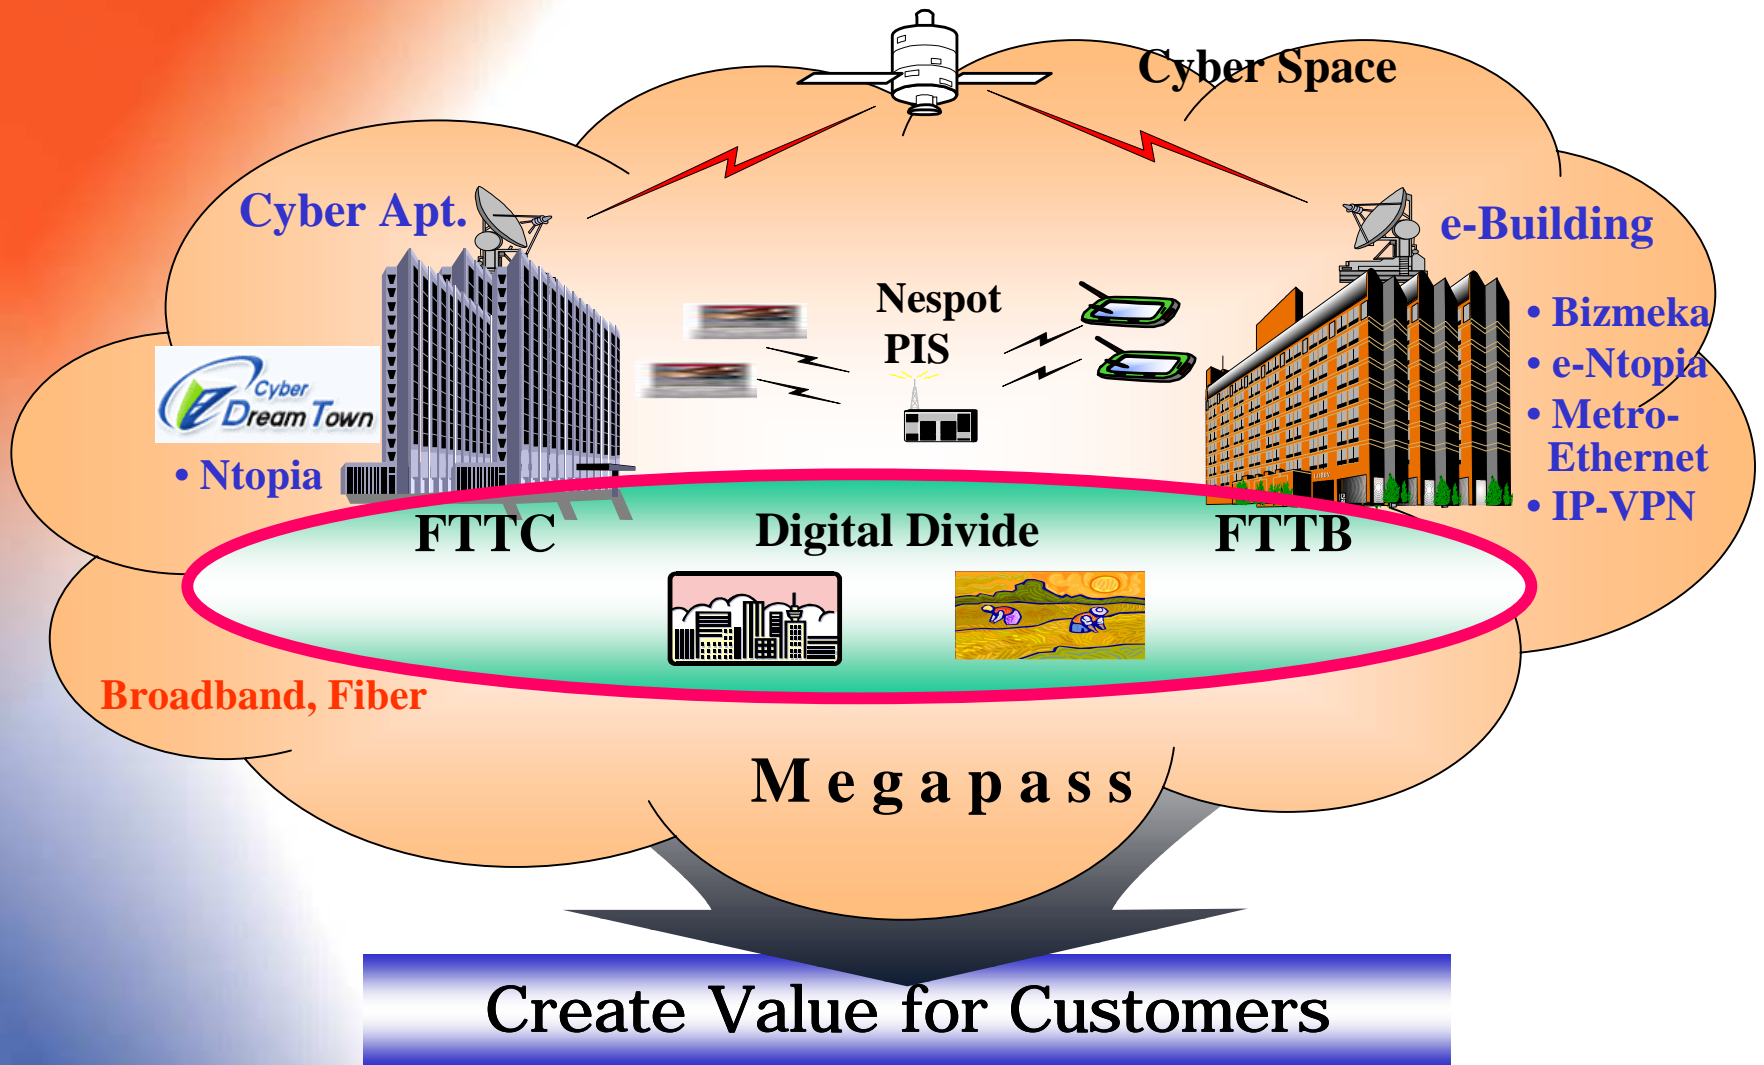 Cyber Space
Cyber Apt.
e-Building
Nespot
PIS
• Bizmeka
• e-Ntopia
• Metro-
Ethernet
• IP-VPN
Cyber
Dream Town
• Ntopia
FTTC
Digital Divide
FTTB
Broadband, Fiber
Megapass
Create Value for Customers